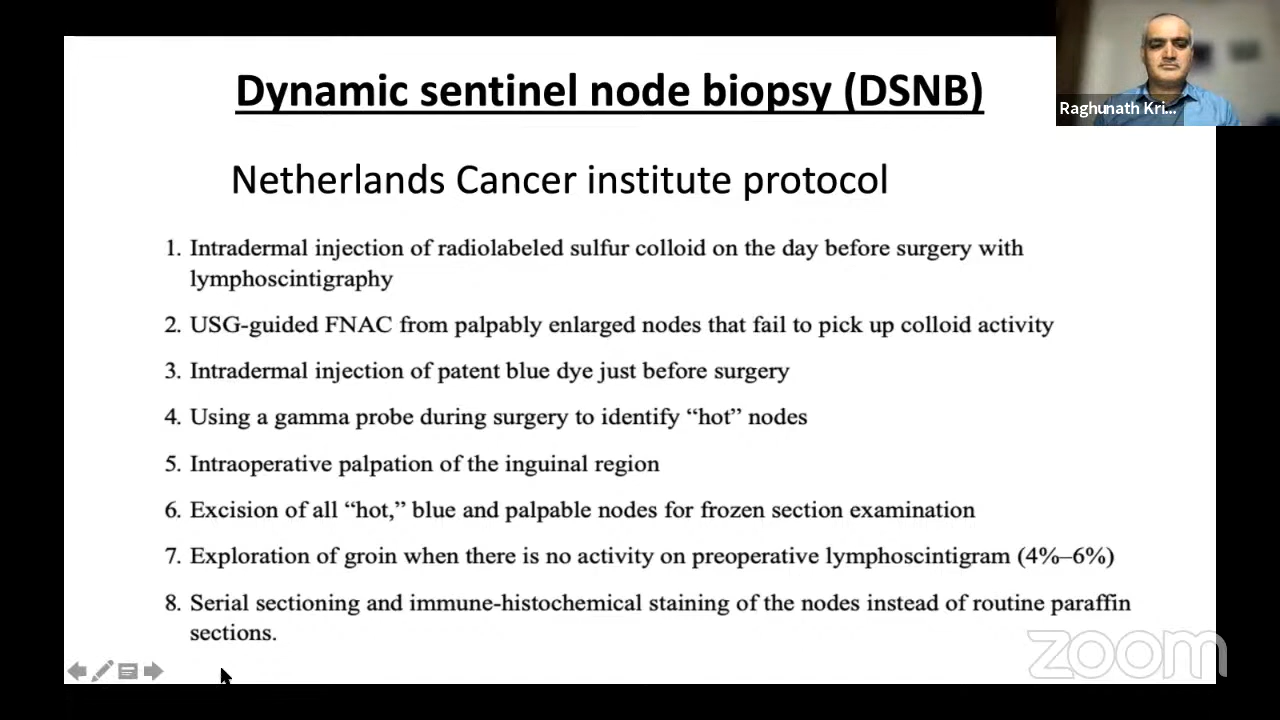 Dynamic sentinel node biopsy (DSNB)
Raghunath Kri...
Netherlands Cancer institute protocol
1. Intradermal injection of radiolabeled sulfur colloid on the day before surgery with
lymphoscintigraphy
2. USG-guided FNAC from palpably enlarged nodes that fail to pick up colloid activity
3. Intradermal injection of patent blue dye just before surgery
4. Using a gamma probe during surgery to identify “hot” nodes
5. Intraoperative palpation of the inguinal region
6. Excision of all “hot,” blue and palpable nodes for frozen section examination
7. Exploration of groin when there is no activity on preoperative lymphoscintigram (4%–6%)
8. Serial sectioning and immune-histochemical staining of the nodes instead of routine paraffin
sections.
zoom